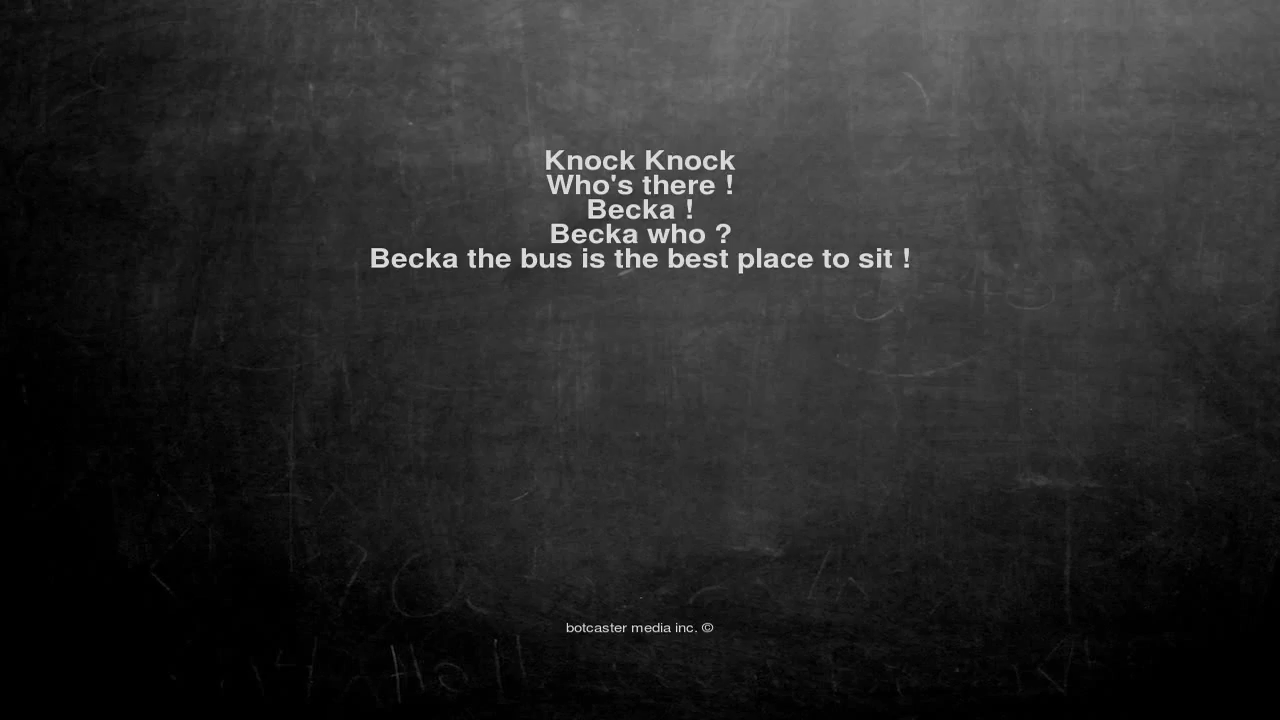 Knock Knock
Who's there !
Becka !
Becka who ?
Becka the bus is the best place to sit !
botcaster media inc. ©